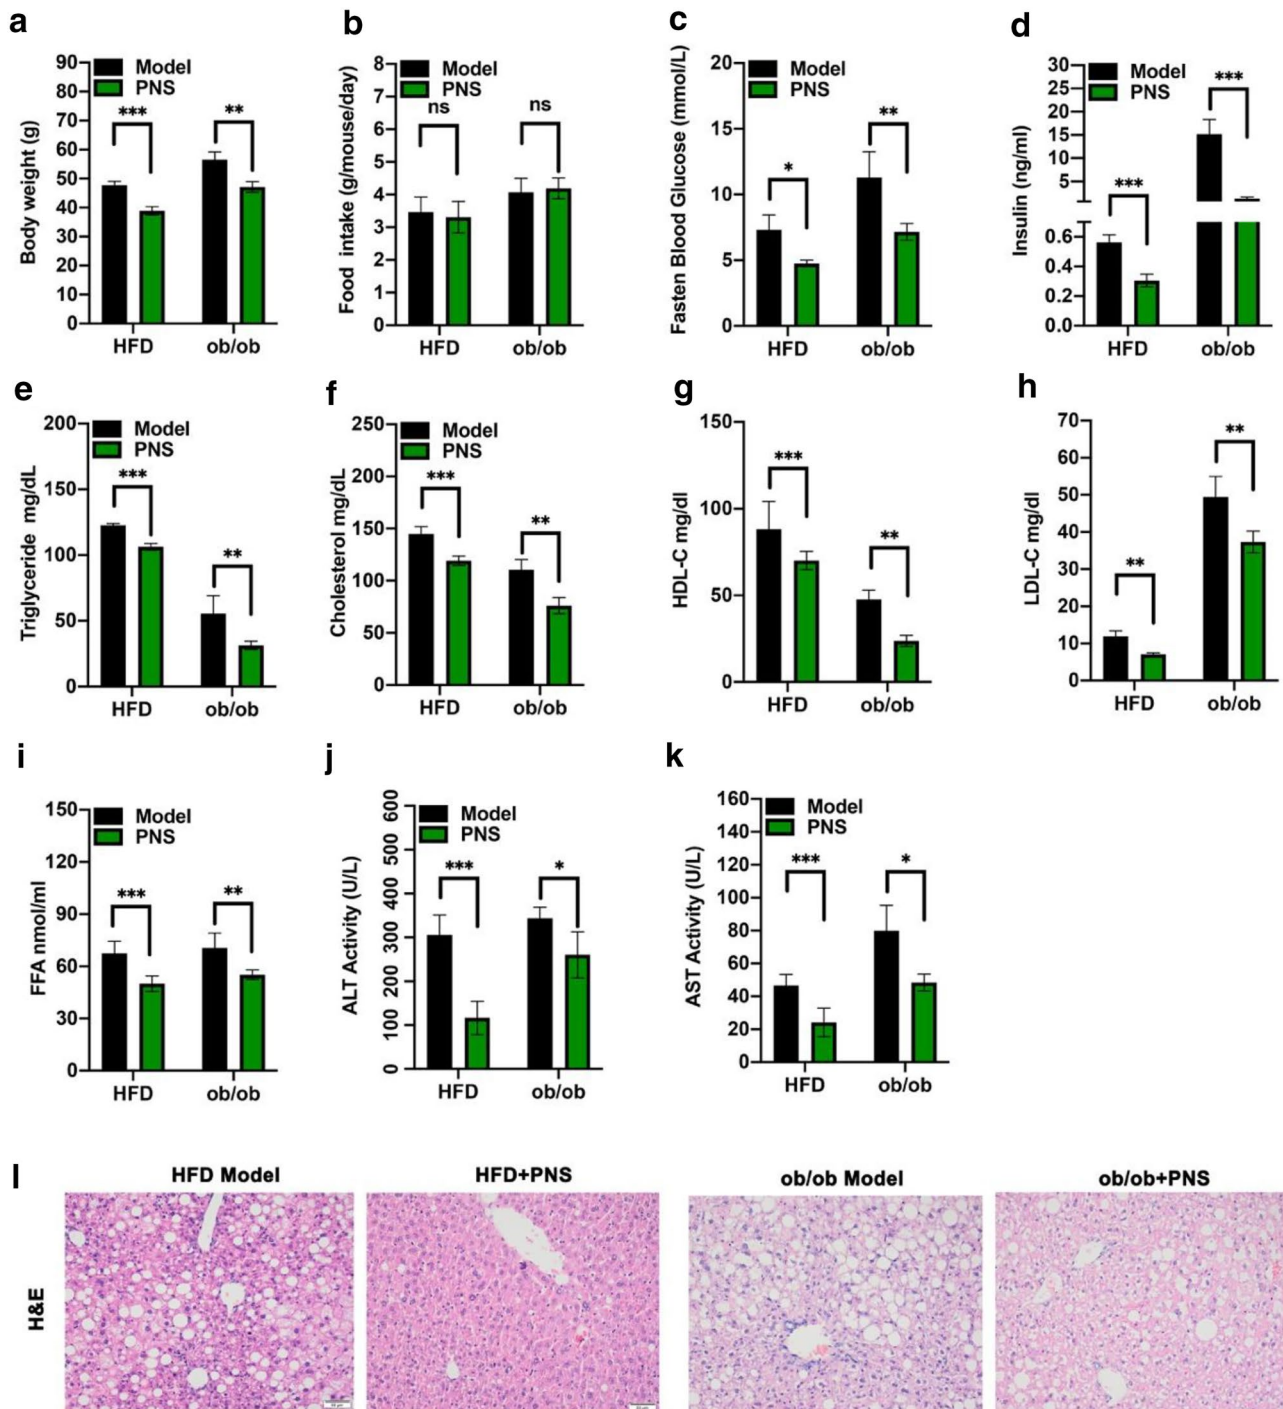 a
Body weight (g)
90
80
70
60
50
40
30
20
10
0
Model
PNS
***
**
HFD
ob/ob
b
Food intake (g/mouse/day)
8
7
6
5
4
3
2
1
0
Model
PNS
ns
ns
HFD
ob/ob
c
Fasten Blood Glucose (mmol/L)
20
15
10
5
0
Model
PNS
*
**
HFD
ob/ob
d
Insulin (ng/ml)
30
25
20
15
10
5
0.6
0.4
0.2
0.0
Model
PNS
***
***
HFD
ob/ob
e
Triglyceride mg/dL
200
150
100
50
0
Model
PNS
***
**
HFD
ob/ob
f
Cholesterol mg/dL
250
200
150
100
50
0
Model
PNS
***
**
HFD
ob/ob
g
HDL-C mg/dl
150
100
50
0
***
**
HFD
ob/ob
h
LDL-C mg/dl
70
60
50
40
30
20
10
0
**
**
HFD
ob/ob
i
FFA nmol/ml
150
120
90
60
30
0
Model
PNS
***
**
HFD
ob/ob
j
ALT Activity (U/L)
600
500
400
300
200
100
0
Model
PNS
***
*
HFD
ob/ob
k
AST Activity (U/L)
160
140
120
100
80
60
40
20
0
Model
PNS
***
*
HFD
ob/ob
l
HFD Model
HFD+PNS
ob/ob Model
ob/ob+PNS
H&E